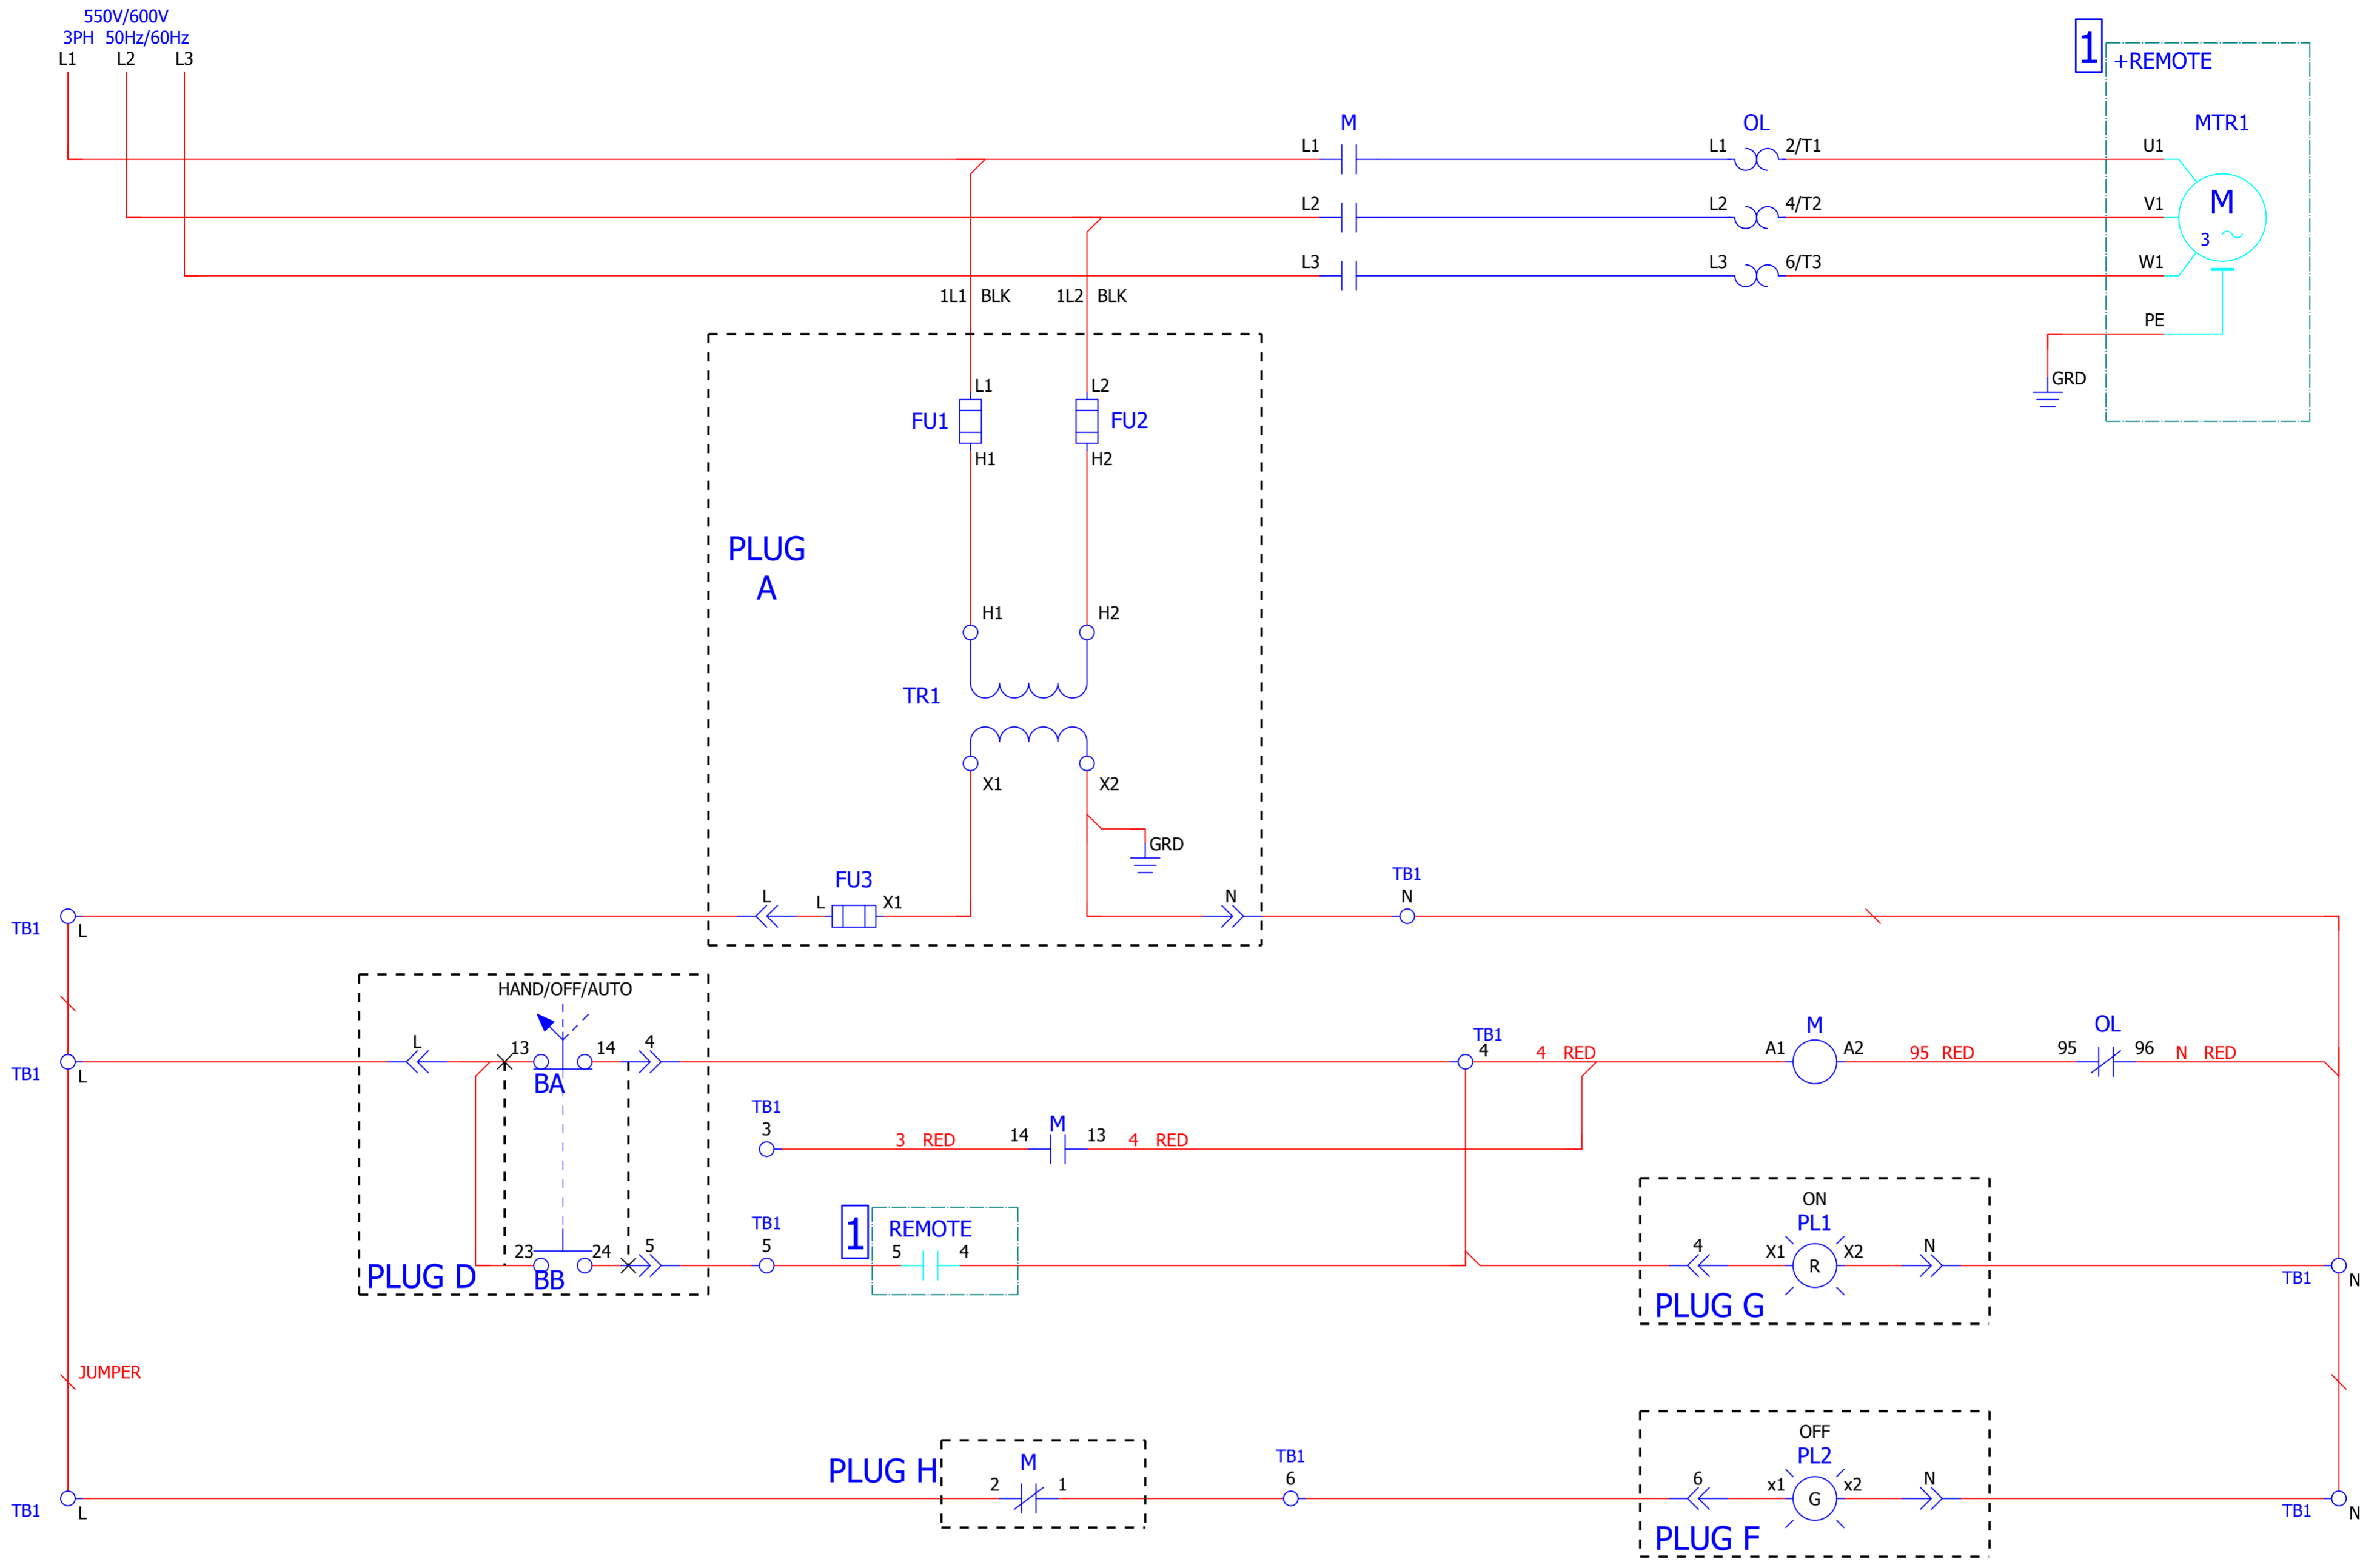 550V/600V
3PH 50Hz/60Hz
L1 L2 L3
1
+REMOTE
M OL MTR1
L1 L1 2/T1 U1
M
3
L2 L2 4/T2 V1
L3 L3 6/T3 W1
1L1 BLK 1L2 BLK
PE
GRD
L1 L2
FU1 FU2
H1 H2
PLUG
A
H1 H2
TR1
X1 X2
GRD
FU3
L L X1 N
TB1
N
TB1 L
HAND/OFF/AUTO
L 13 14 4
BA
TB1 L
TB1
4
4 RED
M
A1 A2
95 RED
OL
95 96
N RED
TB1
3
3 RED
M
14 13
4 RED
TB1
5
23 24 5
BB
PLUG D
1
REMOTE
5 4
ON
PL1
4 X1 R X2 N
PLUG G
TB1 N
JUMPER
PLUG H
M
2 1
TB1
6
OFF
PL2
6 x1 G x2 N
PLUG F
TB1 L
TB1 N